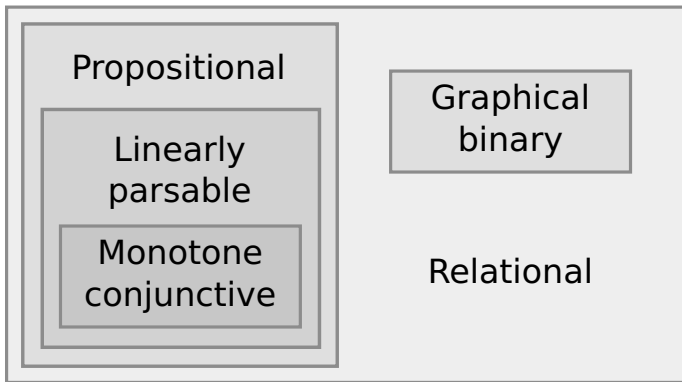 Propositional
Linearly
parsable
Monotone
conjunctive
Graphical
binary
Relational